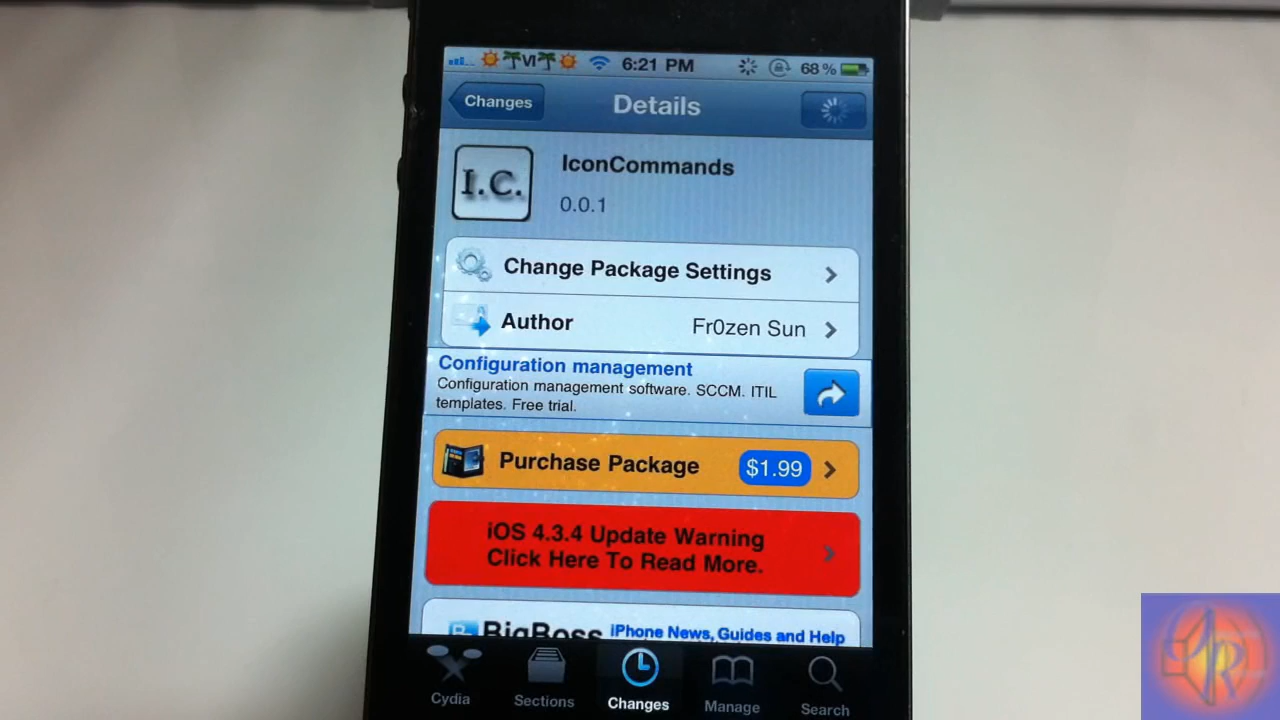 VI 6:21 PM 68%
Changes Details
I.C. IconCommands
0.0.1
Change Package Settings
Author Fr0zen Sun
Configuration management
Configuration management software. SCCM. ITIL
templates. Free trial.
Purchase Package $1.99
iOS 4.3.4 Update Warning
Click Here To Read More.
BigBoss iPhone News, Guides and Help
Cydia Sections Changes Manage Search